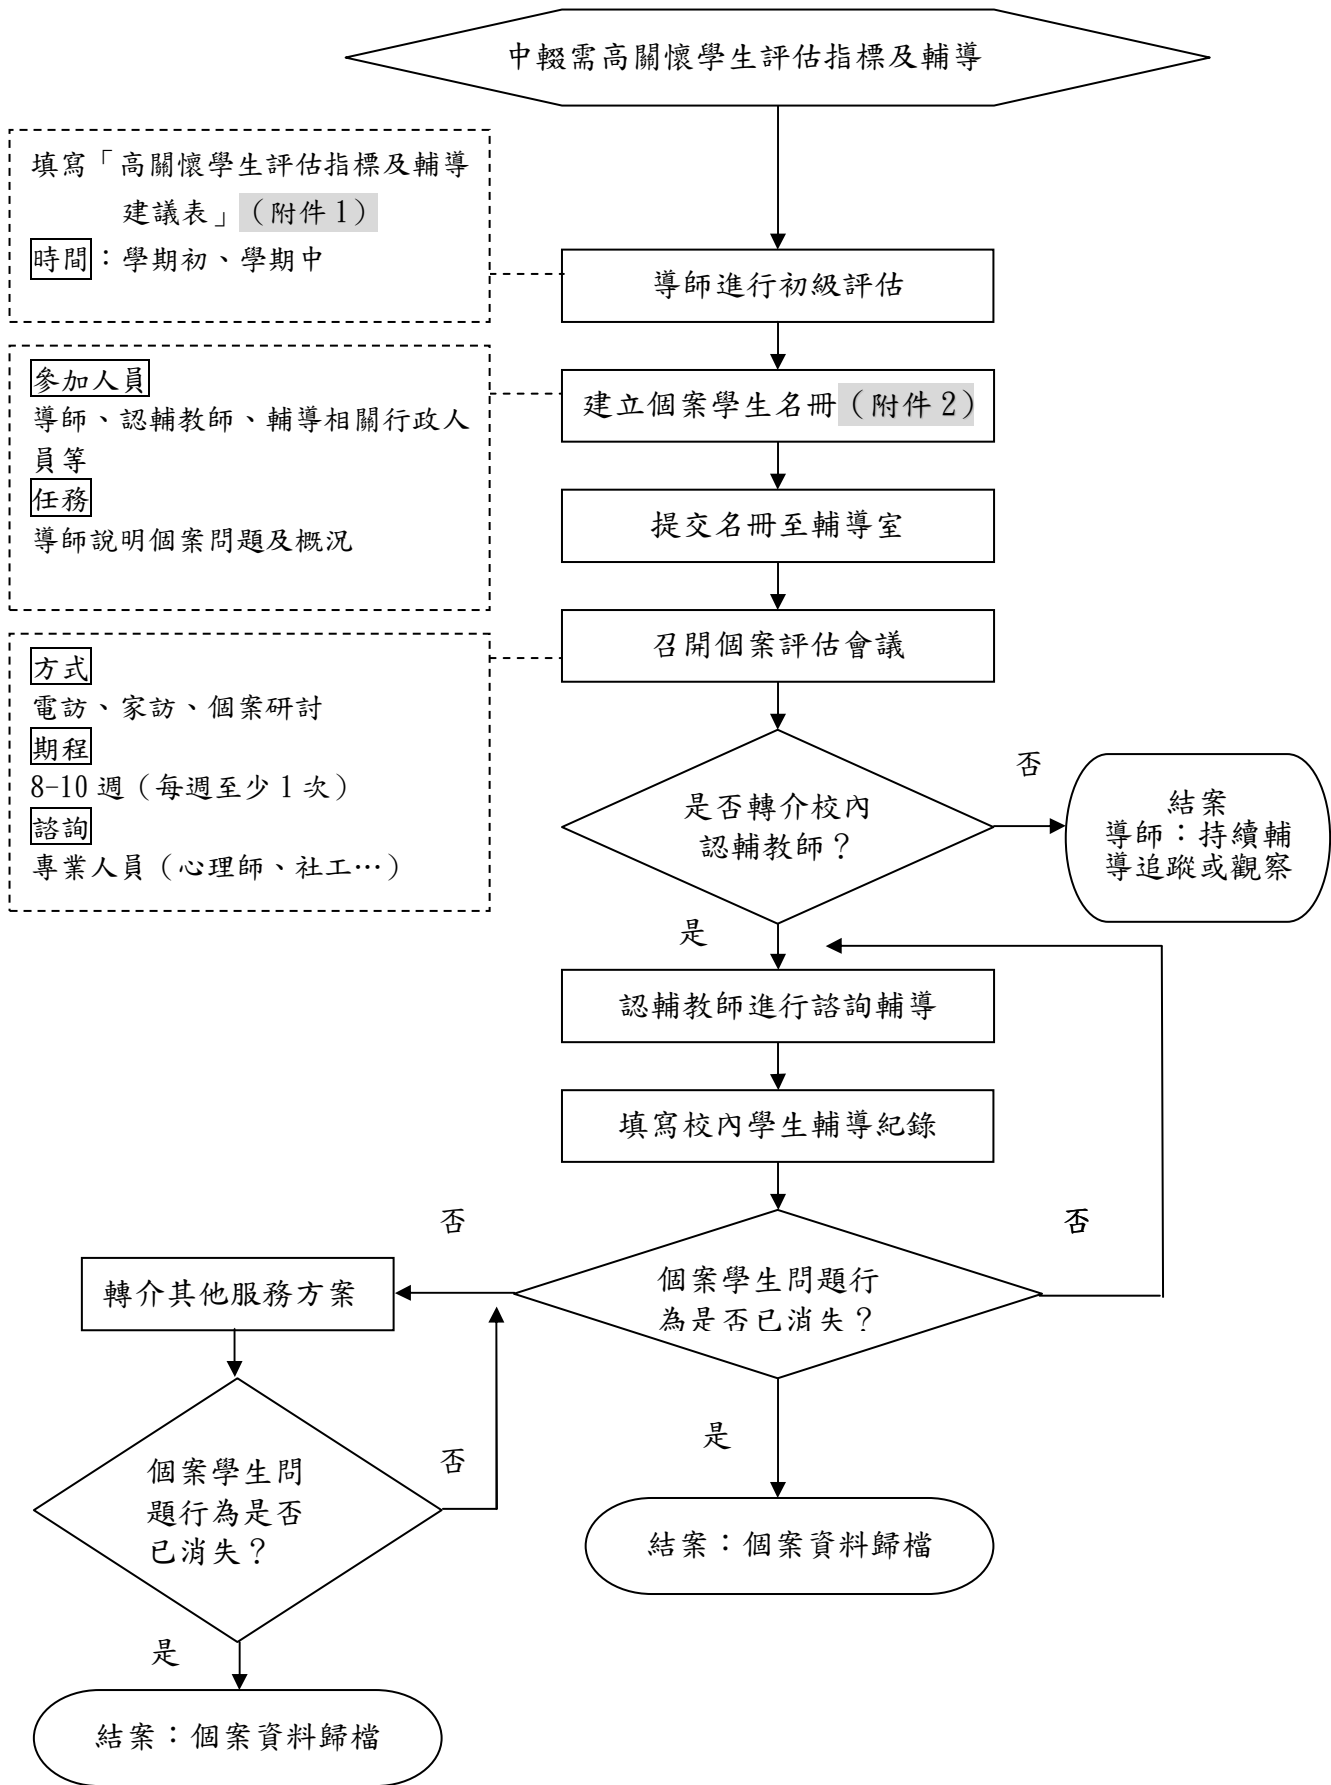 中輟需高關懷學生評估指標及輔導
填寫「高關懷學生評估指標及輔導
建議表」（附件 1）
時間：學期初、學期中
導師進行初級評估
參加人員
導師、認輔教師、輔導相關行政人
員等
任務
導師說明個案問題及概況
建立個案學生名冊（附件 2）
提交名冊至輔導室
召開個案評估會議
方式
電訪、家訪、個案研討
期程
8-10 週（每週至少 1 次）
諮詢
專業人員（心理師、社工…）
是否轉介校內
認輔教師？
否
結案
導師：持續輔
導追蹤或觀察
是
認輔教師進行諮詢輔導
填寫校內學生輔導紀錄
否
否
個案學生問題行
為是否已消失？
轉介其他服務方案
是
否
個案學生問
題行為是否
已消失？
結案：個案資料歸檔
是
結案：個案資料歸檔